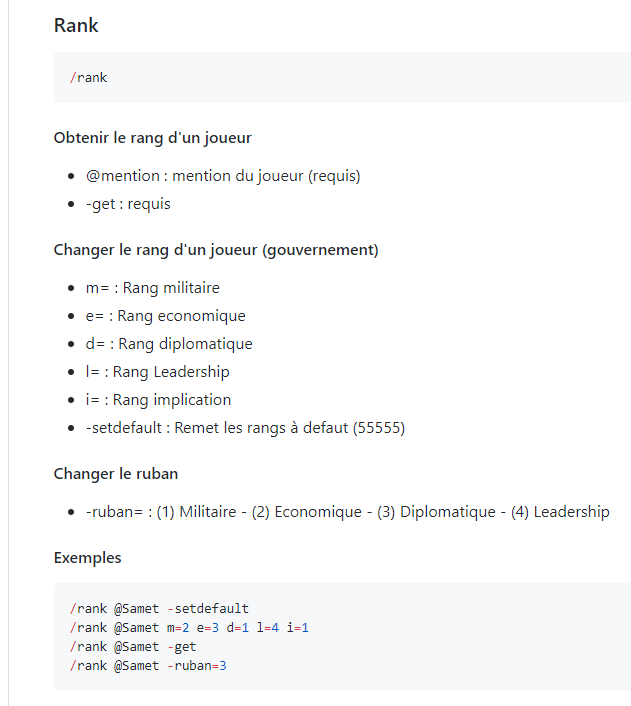 Rank
/rank
Obtenir le rang d'un joueur
@mention : mention du joueur (requis)
-get : requis
Changer le rang d'un joueur (gouvernement)
m= : Rang militaire
e= : Rang economique
d= : Rang diplomatique
l= : Rang Leadership
i= : Rang implication
-setdefault : Remet les rangs à defaut (55555)
Changer le ruban
-ruban= : (1) Militaire - (2) Economique - (3) Diplomatique - (4) Leadership
Exemples
/rank @Samet -setdefault
/rank @Samet m=2 e=3 d=1 l=4 i=1
/rank @Samet -get
/rank @Samet -ruban=3